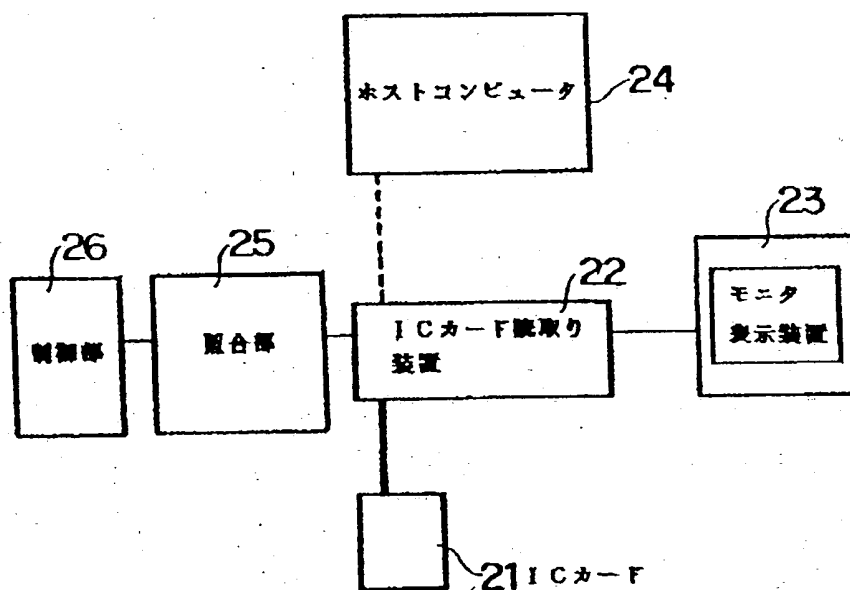 ホストコンピュータ
24
23
モニタ
表示装置
26
制御部
25
照合部
22
ICカード読取り
装置
21 ICカード